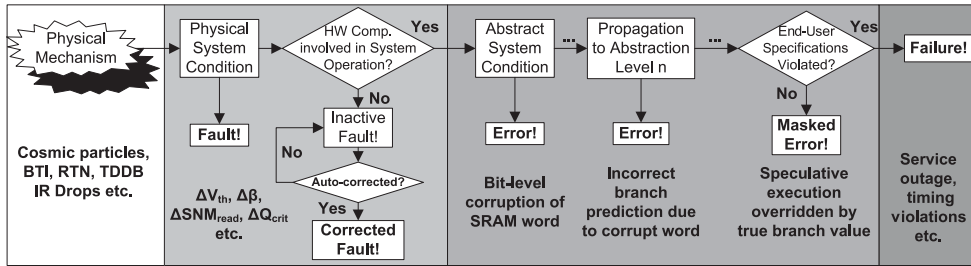 Physical
Mechanism
Cosmic particles,
BTI, RTN, TDDB
IR Drops etc.
Physical
System
Condition
Fault!
ΔVth, Δβ,
ΔSNMread, ΔQcrit
etc.
HW Comp.
involved in System
Operation?
Yes
No
Inactive
Fault!
No
Auto-corrected?
Yes
Corrected
Fault!
Abstract
System
Condition
...
Error!
Bit-level
corruption of
SRAM word
Propagation
to Abstraction
Level n
...
Error!
Incorrect
branch
prediction due
to corrupt word
End-User
Specifications
Violated?
Yes
No
Masked
Error!
Speculative
execution
overridden by
true branch value
Failure!
Service
outage,
timing
violations
etc.